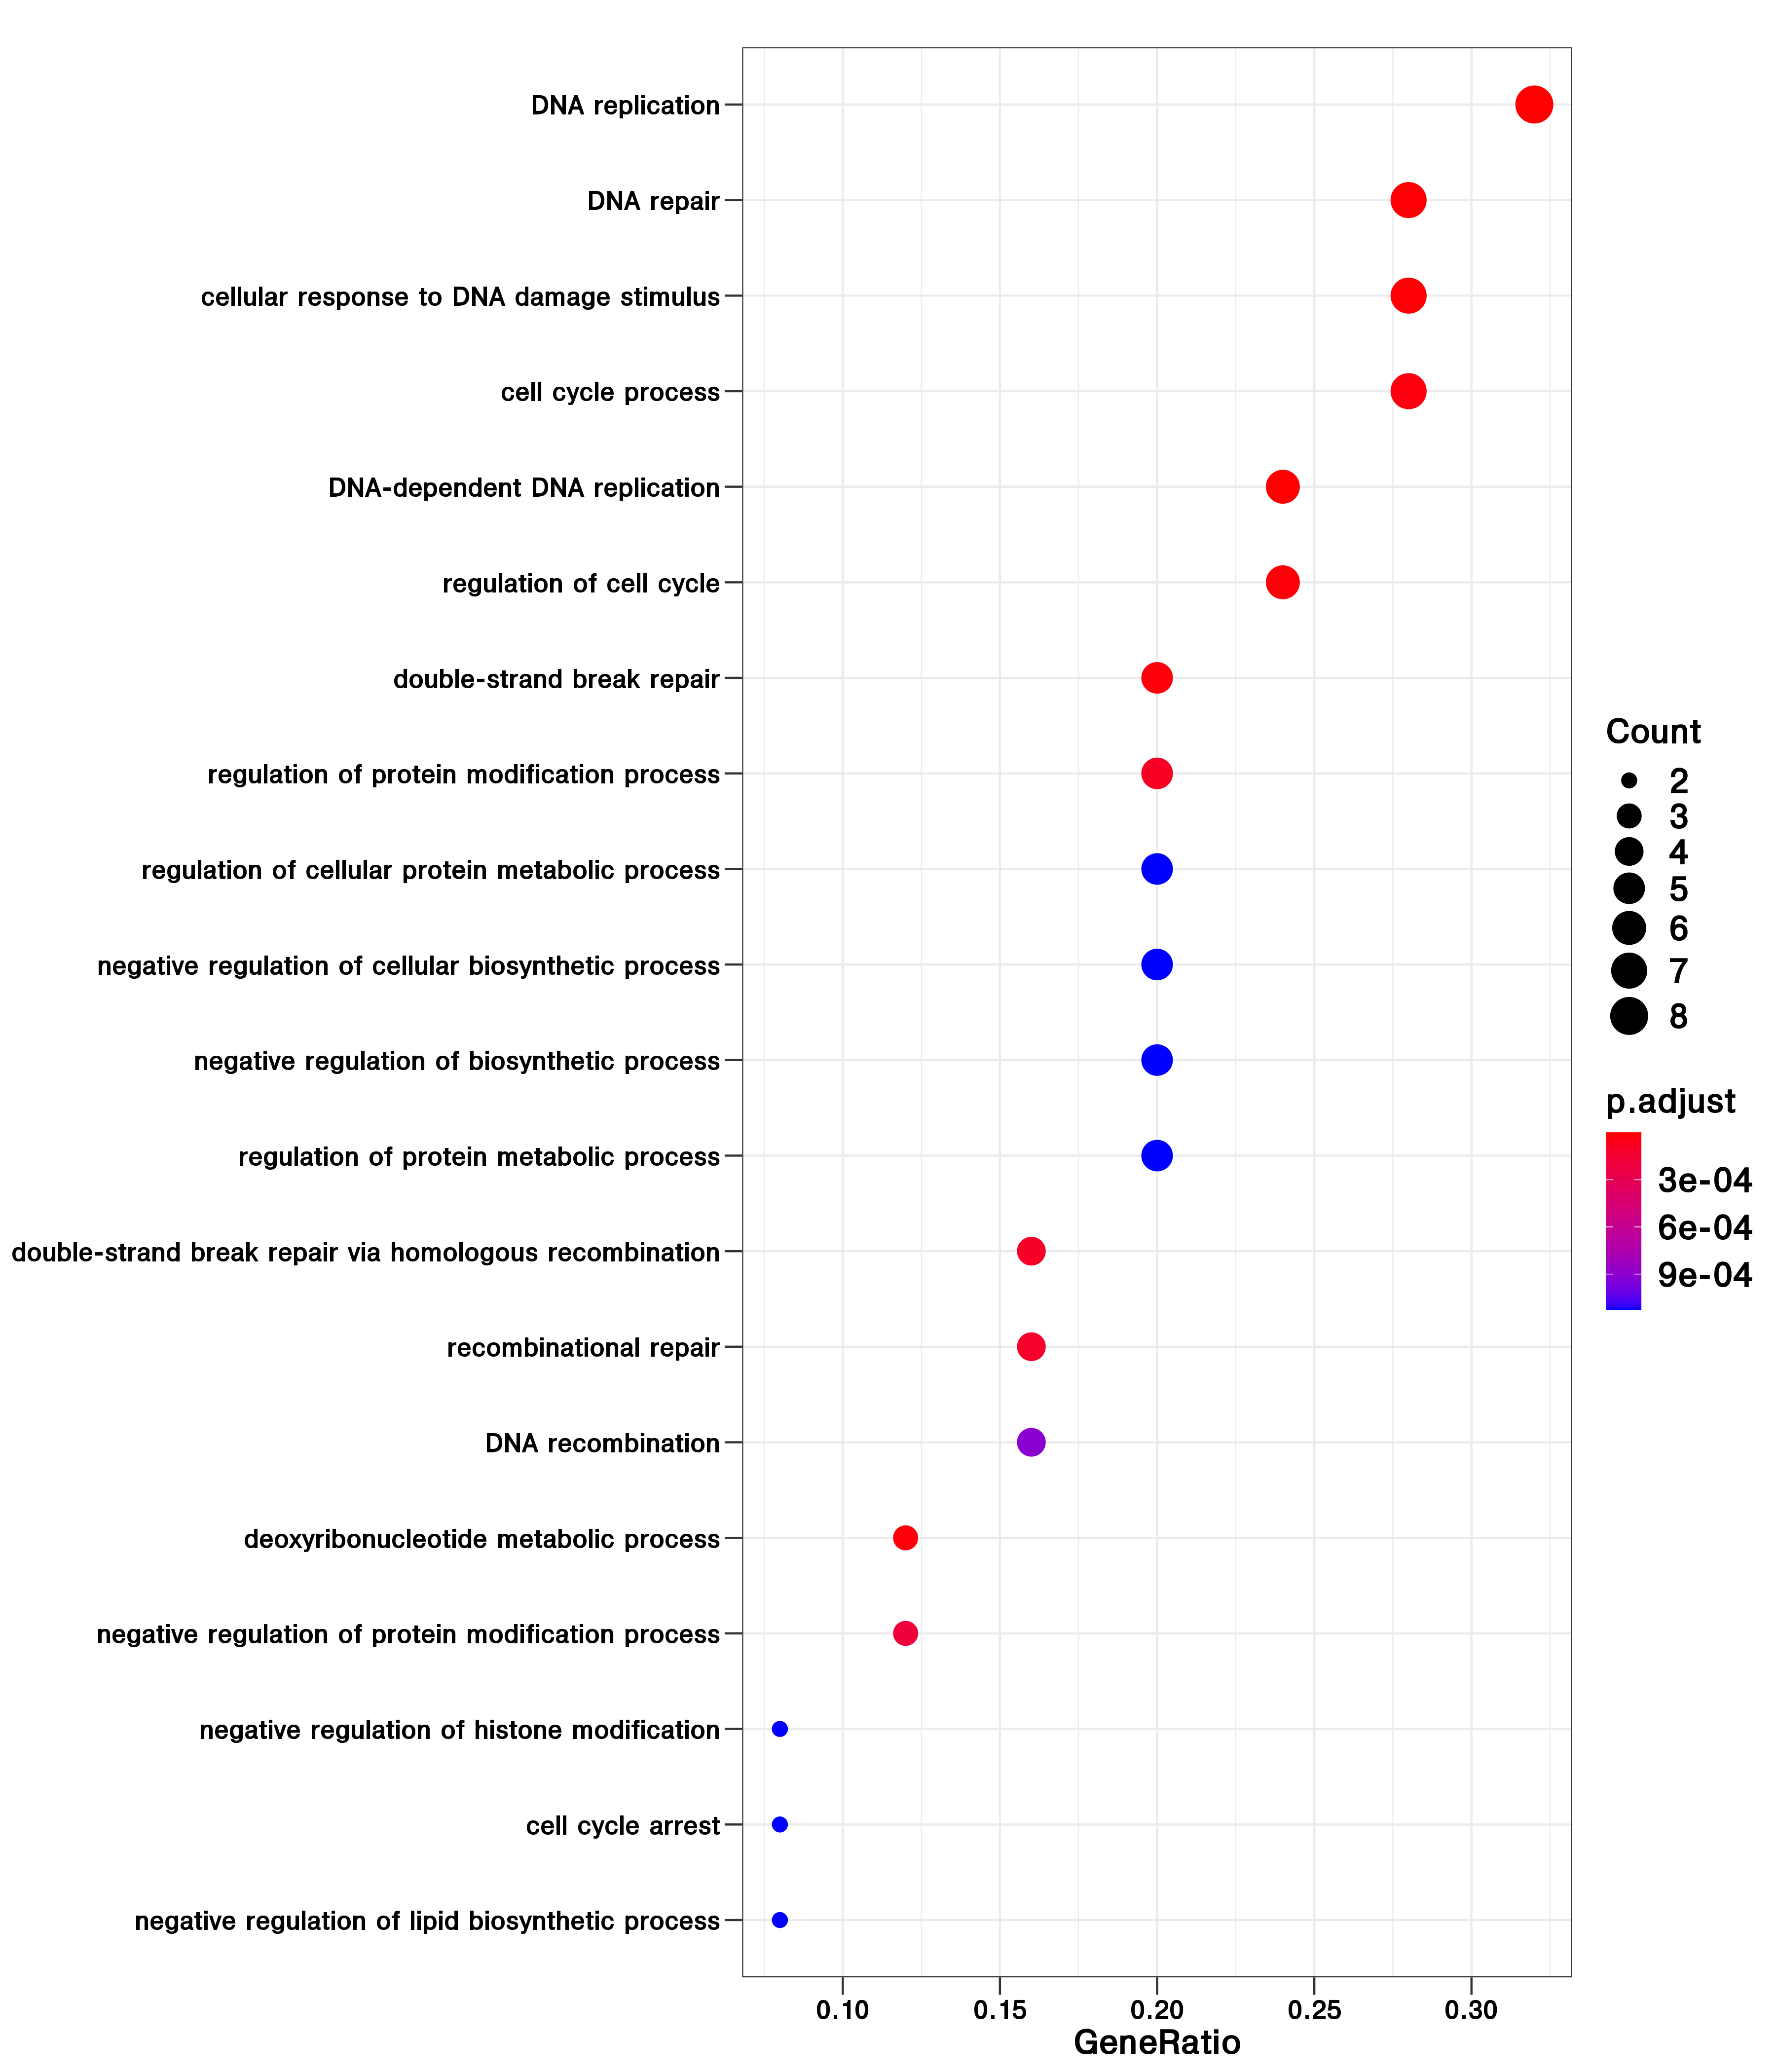 DNA replication
DNA repair
cellular response to DNA damage stimulus
cell cycle process
DNA-dependent DNA replication
regulation of cell cycle
double-strand break repair
regulation of protein modification process
regulation of cellular protein metabolic process
negative regulation of cellular biosynthetic process
negative regulation of biosynthetic process
regulation of protein metabolic process
double-strand break repair via homologous recombination
recombinational repair
DNA recombination
deoxyribonucleotide metabolic process
negative regulation of protein modification process
negative regulation of histone modification
cell cycle arrest
negative regulation of lipid biosynthetic process
0.10 0.15 0.20 0.25 0.30
GeneRatio
Count
2
3
4
5
6
7
8
p.adjust
3e-04
6e-04
9e-04